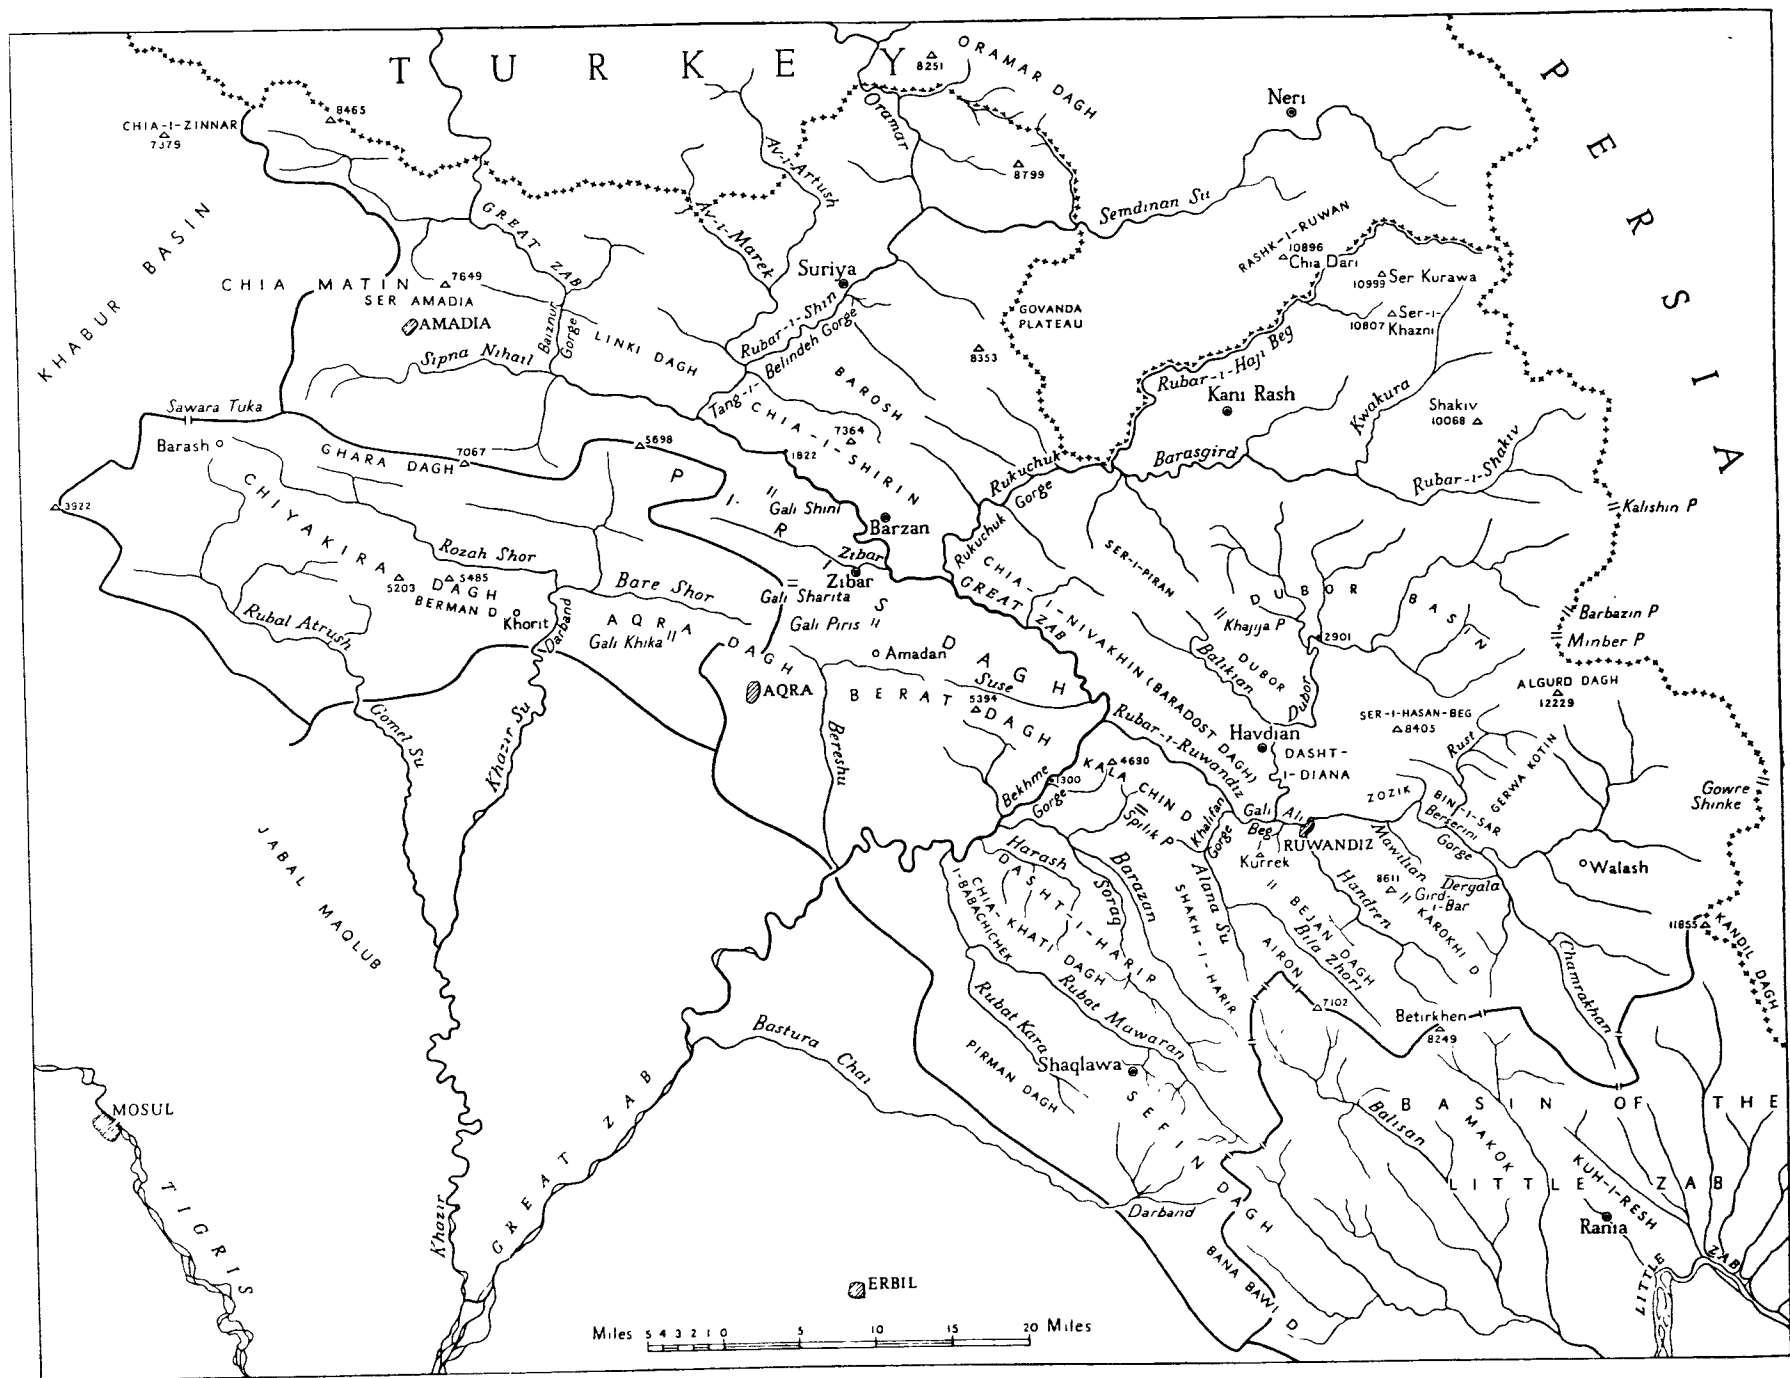 TURKEY
PERSIA
ORAMAR DAGH
8251
CHIA-I-ZINNAR
7379
8465
Oramar
Av-ı-Artush
8799
Neri
Semdinan Su
KHABUR BASIN
GREAT ZAB
Av-ı-Marek
RASHK-I-RUWAN
10896
Chia Dari
10999 Ser Kurawa
Ser-ı-
Khazni
10807
CHIA MATIN
7649
SER AMADIA
AMADIA
Suriya
GOVANDA
PLATEAU
Baiznur
Gorge
LINKI DAGH
Rubar-ı-Shin
Tang-ı-Belindeh Gorge
8353
Rubar-ı-Haji Beg
Sipna Nihail
BAROSH
Kani Rash
Kwakura
Shakiv
10068
Sawara Tuka
Barash
GHARA DAGH
7067
5698
CHIA-I-SHIRIN
7364
1822
Rukuchuk
Gorge
Barasgird
Rubar-ı-Shakiv
3922
CHIYAKIRA DAGH
PIRIS DAGH
Gali Shini
Barzan
Rukuchuk
Kalishin P
Rozah Shor
Zibar
Zibar
5203
5485
BERMAN D
Khorit
Bare Shor
Gali Sharita
GREAT ZAB
CHIA-I-NIVAKHIN (BARADOST DAGH)
SER-I-PIRAN
DUBOR BASIN
Khajija P
2901
Barbazin P
Minber P
Rubal Atrush
Darband
AQRA DAGH
Gali Khika
Gali Piris
Amadan
Balikian
DUBOR
Dubor
ALGURD DAGH
12229
AQRA
BERAT DAGH
Suse
5394
Gomel Su
Khazir Su
Bereshu
Rubar-ı-Ruwandiz
Havdian
DASHT-
I-DIANA
SER-I-HASAN-BEG
8405
Rust
GERWA KOTIN
Bekhme
Gorge
1300
KALA CHIN D
4690
Spilik P
Khalifan
Gorge
Gali Ali
Beg
Kurrek
RUWANDIZ
ZOZIK
BINI-I-SAR
Berserini
Gorge
Gowre
Shinke
Walash
JABAL MAQLUB
Harash
DASHT-I-HARIR
Soraq
Barazan
CHIA-
I-BABACHICHEK
KHATI DAGH
SHAKH-I-HARIR
Alana Su
Mawilian
Handren
8611
Gird-
ı-Bar
Dergala
KAROKHI D
BEJAN DAGH
Bila Zhori
AIRON
11855
KANDIL DAGH
Chamrakhan
Rubat Kara
Rubat Mawaran
7102
Betirkhen
8249
Bastura Chai
PIRMAN DAGH
Shaqlawa
SEFIN DAGH
MOSUL
TIGRIS
GREAT ZAB
Khazir
Balisan
BASIN OF THE
LITTLE ZAB
MAKOK
KUH-I-RESH
Rania
Darband
BANA BAWI D
LITTLE ZAB
ERBIL
Miles 5 4 3 2 1 0 5 10 15 20 Miles